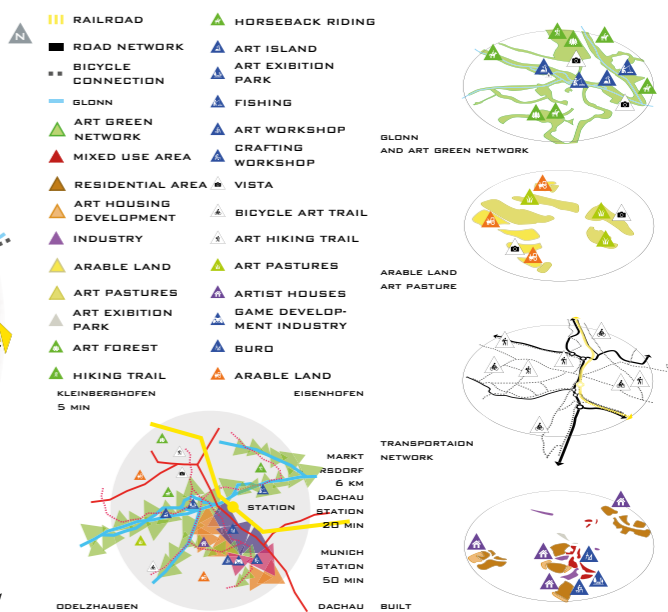 N
RAILROAD
ROAD NETWORK
BICYCLE
CONNECTION
GLONN
ART GREEN
NETWORK
MIXED USE AREA
RESIDENTIAL AREA
ART HOUSING
DEVELOPMENT
INDUSTRY
ARABLE LAND
ART PASTURES
ART EXIBITION
PARK
ART FOREST
HIKING TRAIL
HORSEBACK RIDING
ART ISLAND
ART EXIBITION
PARK
FISHING
ART WORKSHOP
CRAFTING
WORKSHOP
VISTA
BICYCLE ART TRAIL
ART HIKING TRAIL
ART PASTURES
ARTIST HOUSES
GAME DEVELOP-
MENT INDUSTRY
BURO
ARABLE LAND
GLONN
AND ART GREEN NETWORK
ARABLE LAND
ART PASTURE
TRANSPORTAION
NETWORK
BUILT
KLEINBERGHOFEN
5 MIN
EISENHOFEN
MARKT
RSDORF
6 KM
DACHAU
STATION
20 MIN
STATION
MUNICH
STATION
50 MIN
ODELZHAUSEN
DACHAU